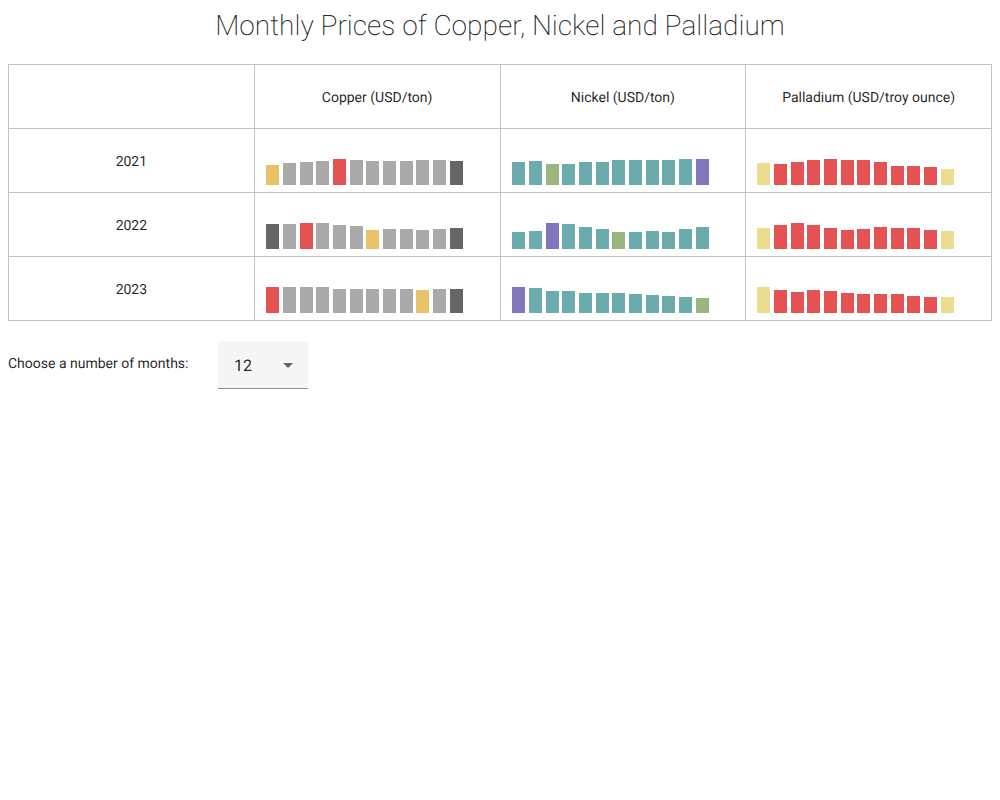 Monthly Prices of Copper, Nickel and Palladium
Copper (USD/ton) Nickel (USD/ton) Palladium (USD/troy ounce)
2021
2022
2023
Choose a number of months: 12